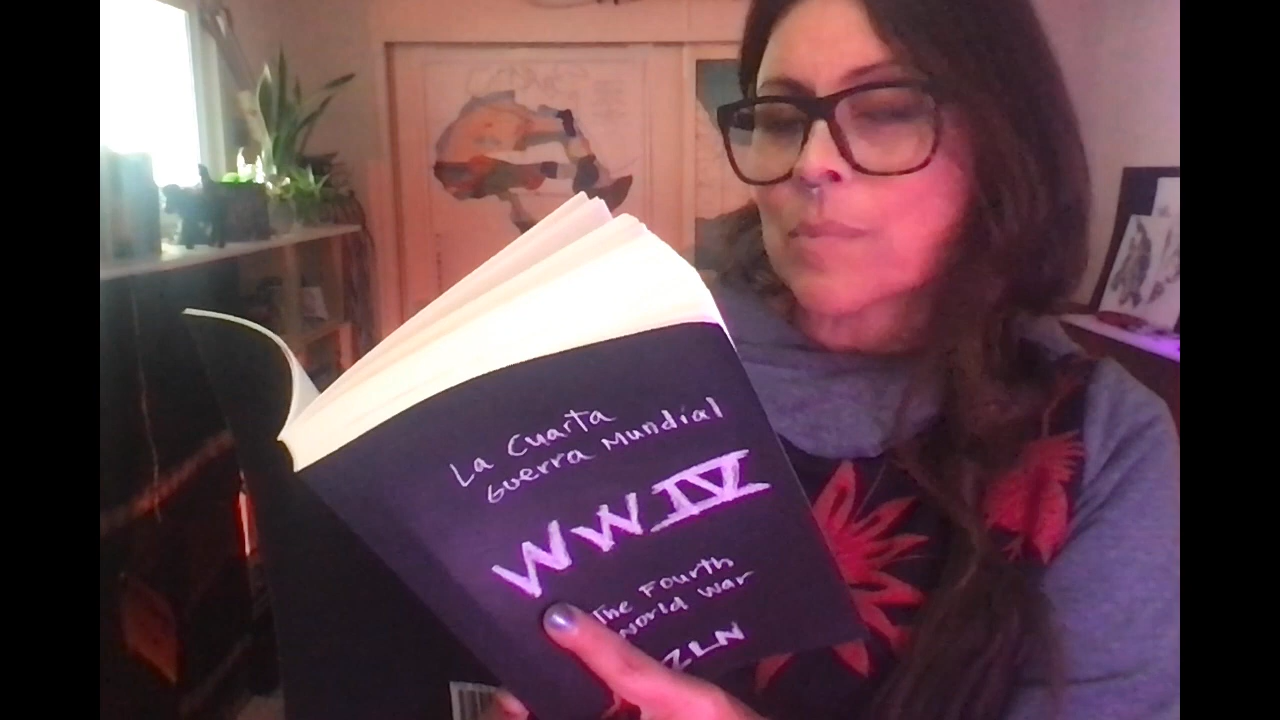 La Cuarta
Guerra Mundial
WW IV
The Fourth
World War
ZLN